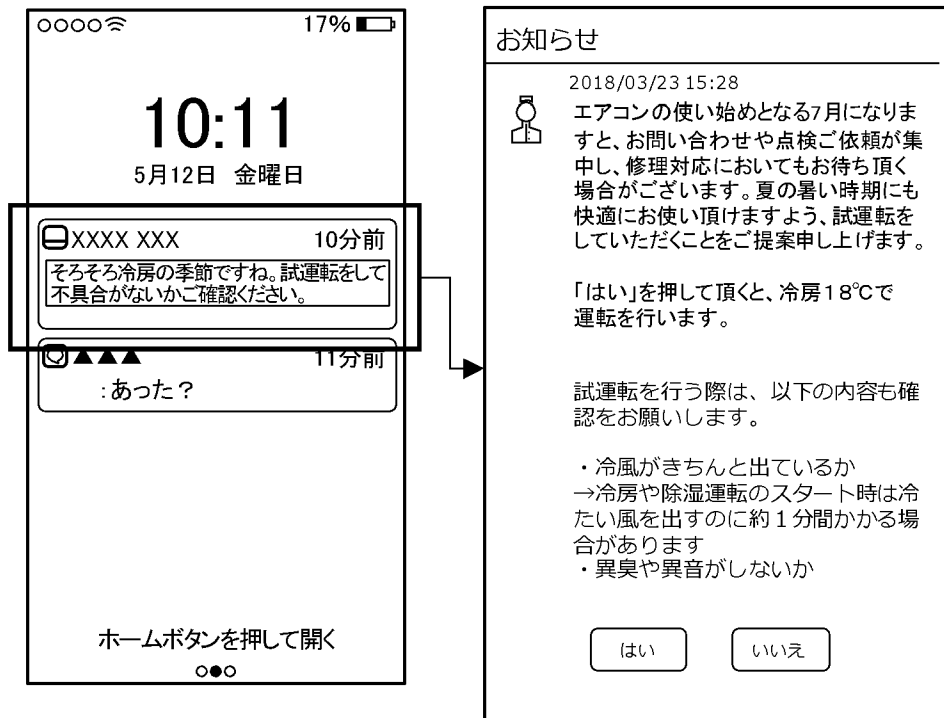 17%
10:11
5月12日 金曜日
XXXX XXX 10分前
そろそろ冷房の季節ですね。試運転をして
不具合がないかご確認ください。
▲▲▲ 11分前
:あった？
ホームボタンを押して開く
お知らせ
2018/03/23 15:28
エアコンの使い始めとなる7月になりま
すと、お問い合わせや点検ご依頼が集
中し、修理対応においてもお待ち頂く
場合がございます。夏の暑い時期にも
快適にお使い頂けますよう、試運転を
していただくことをご提案申し上げます。
「はい」を押して頂くと、冷房18℃で
運転を行います。
試運転を行う際は、以下の内容も確
認をお願いします。
・冷風がきちんと出ているか
→冷房や除湿運転のスタート時は冷
たい風を出すのに約１分間かかる場
合があります
・異臭や異音がしないか
はい
いいえ